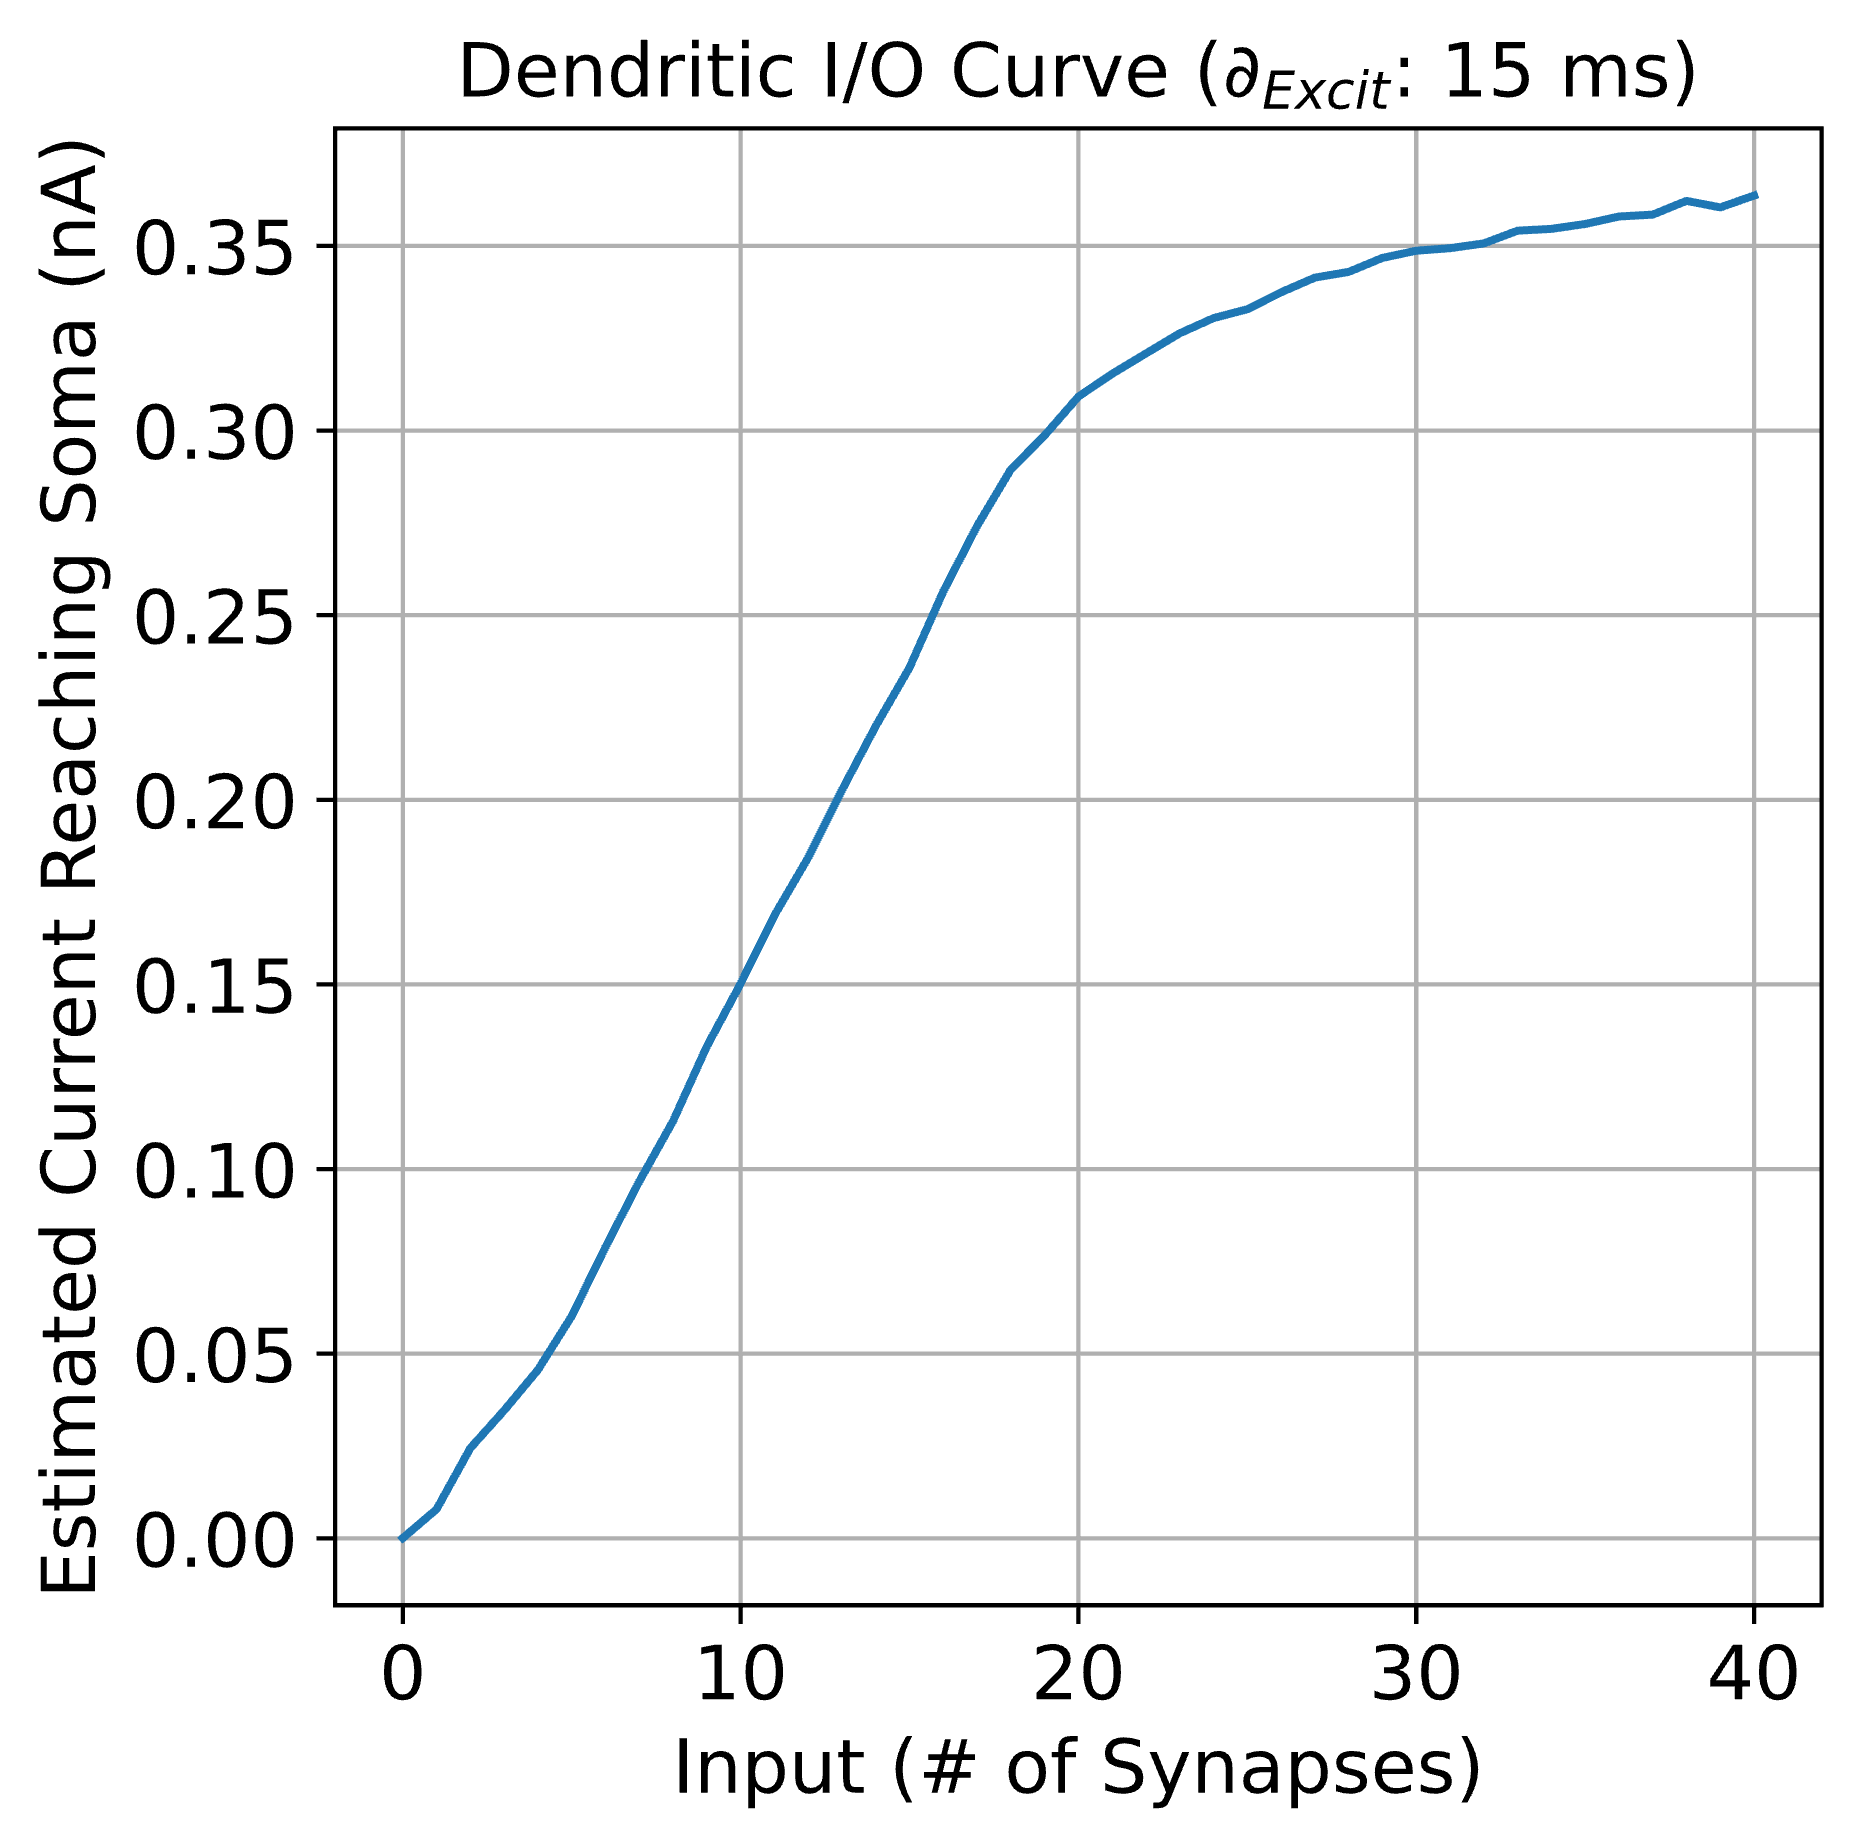 Dendritic I/O Curve (∂Excit: 15 ms)
Estimated Current Reaching Soma (nA)
0.35
0.30
0.25
0.20
0.15
0.10
0.05
0.00
0 10 20 30 40
Input (# of Synapses)